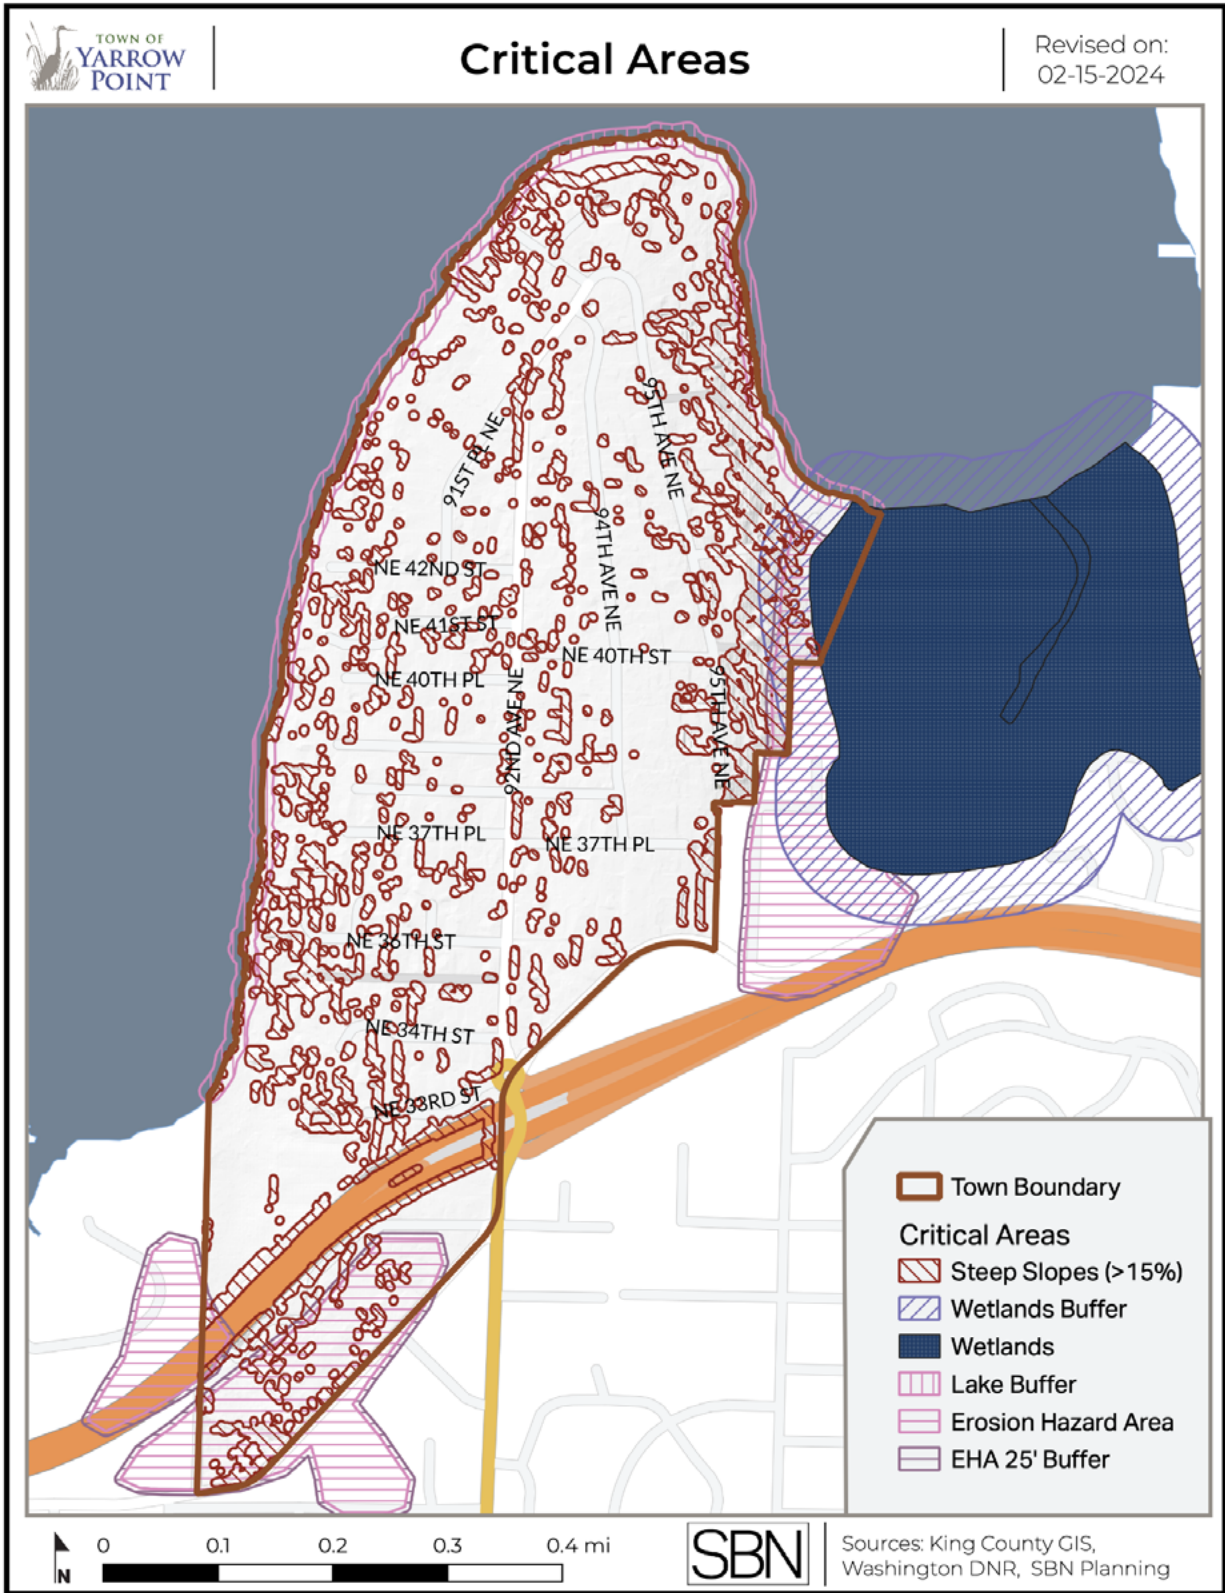 TOWN OF
YARROW
POINT
Critical Areas
Revised on:
02-15-2024
91ST PL NE
95TH AVE NE
94TH AVE NE
NE 42ND ST
NE 41ST ST
NE 40TH ST
NE 40TH PL
92ND AVE NE
95TH AVE NE
NE 37TH PL
NE 37TH PL
NE 36TH ST
NE 34TH ST
NE 33RD ST
Town Boundary
Critical Areas
Steep Slopes (>15%)
Wetlands Buffer
Wetlands
Lake Buffer
Erosion Hazard Area
EHA 25' Buffer
N
0 0.1 0.2 0.3 0.4 mi
SBN
Sources: King County GIS,
Washington DNR, SBN Planning